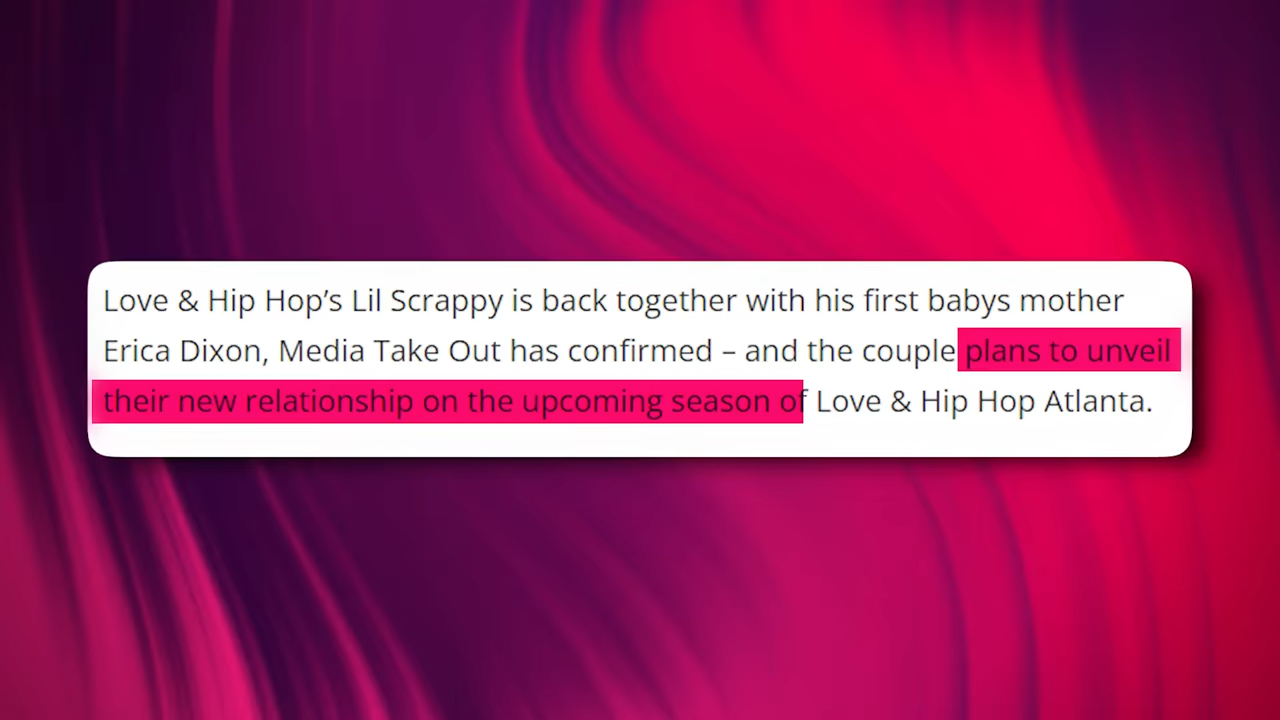 Love & Hip Hop’s Lil Scrappy is back together with his first babys mother
Erica Dixon, Media Take Out has confirmed – and the couple plans to unveil
their new relationship on the upcoming season of Love & Hip Hop Atlanta.